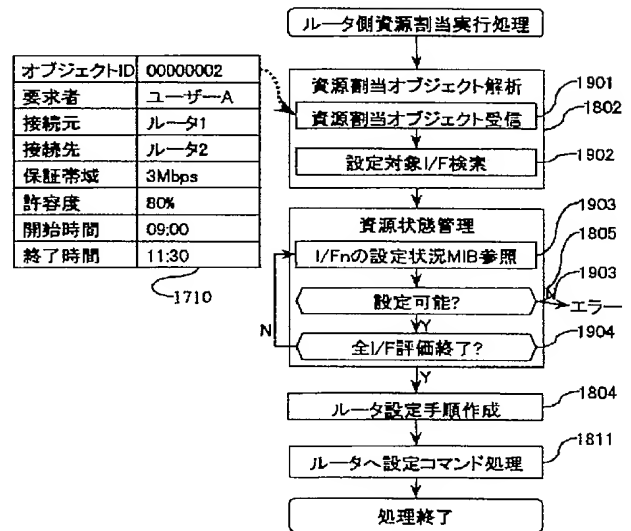 ルータ側資源割当実行処理
オブジェクトID 00000002
要求者 ユーザーA
接続元 ルータ1
接続先 ルータ2
保証帯域 3Mbps
許容度 80%
開始時間 09:00
終了時間 11:30
1710
資源割当オブジェクト解析
資源割当オブジェクト受信
1901
1802
設定対象I/F検索
1902
資源状態管理
1903
I/Fnの設定状況MIB参照
1805
1903
設定可能?
N
エラー
Y
N
全I/F評価終了?
1904
Y
ルータ設定手順作成
1804
ルータへ設定コマンド処理
1811
処理終了